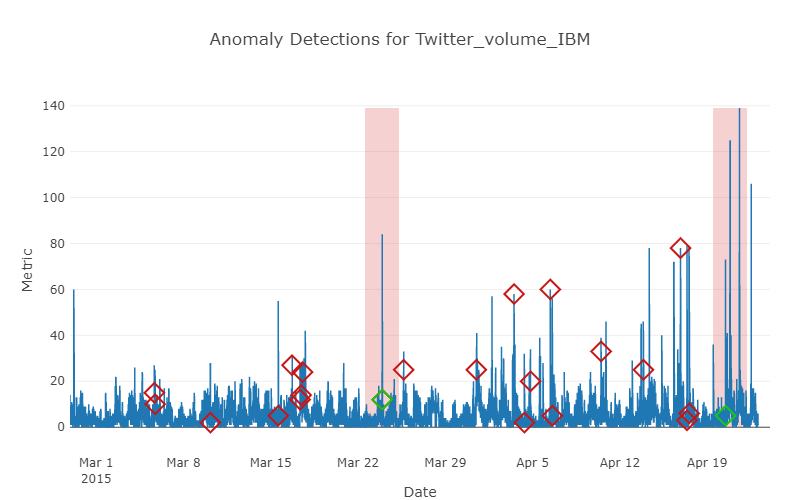 Anomaly Detections for Twitter_volume_IBM
140
120
100
80
60
40
20
0
Metric
Mar 1
2015
Mar 8
Mar 15
Mar 22
Mar 29
Apr 5
Apr 12
Apr 19
Date